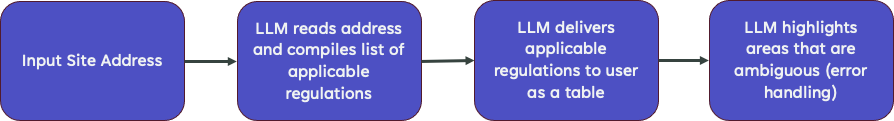 Input Site Address
LLM reads address
and compiles list of
applicable
regulations
LLM delivers
applicable
regulations to user
as a table
LLM highlights
areas that are
ambiguous (error
handling)